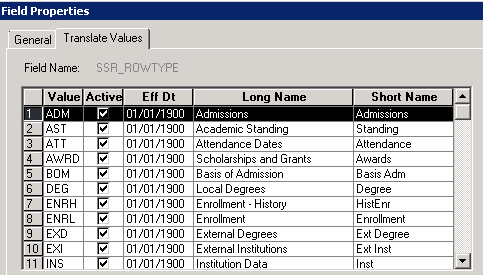 Field Properties
General Translate Values
Field Name: SSR_ROWTYPE
Value Active Eff Dt Long Name Short Name
1 ADM 01/01/1900 Admissions Admissions
2 AST 01/01/1900 Academic Standing Standing
3 ATT 01/01/1900 Attendance Dates Attendance
4 AWRD 01/01/1900 Scholarships and Grants Awards
5 BOM 01/01/1900 Basis of Admission Basis Adm
6 DEG 01/01/1900 Local Degrees Degree
7 ENRH 01/01/1900 Enrollment - History HistEnr
8 ENRL 01/01/1900 Enrollment Enrollment
9 EXD 01/01/1900 External Degrees Ext Degree
10 EXI 01/01/1900 External Institutions Ext Inst
11 INS 01/01/1900 Institution Data Inst